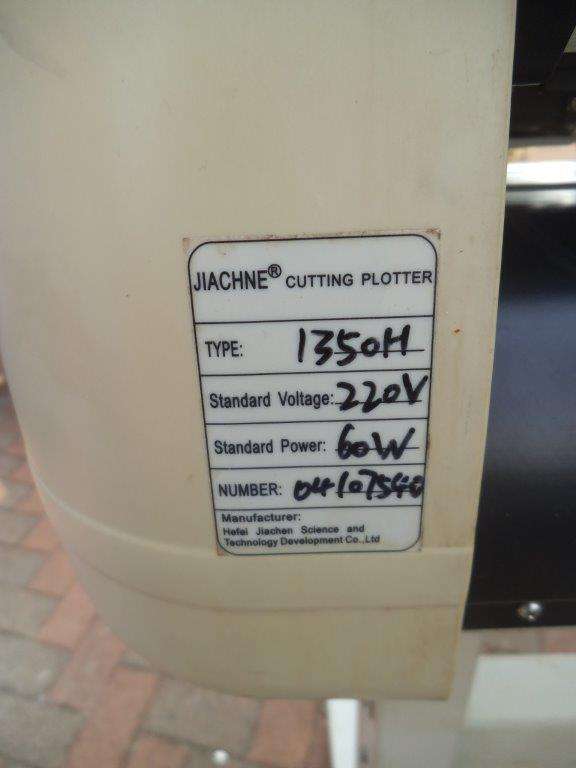 JIACHNE® CUTTING PLOTTER
TYPE: 1350H
Standard Voltage: 220V
Standard Power: 60W
NUMBER: 04107540
Manufacturer:
Hefei Jiachen Science and
Technology Development Co.,Ltd